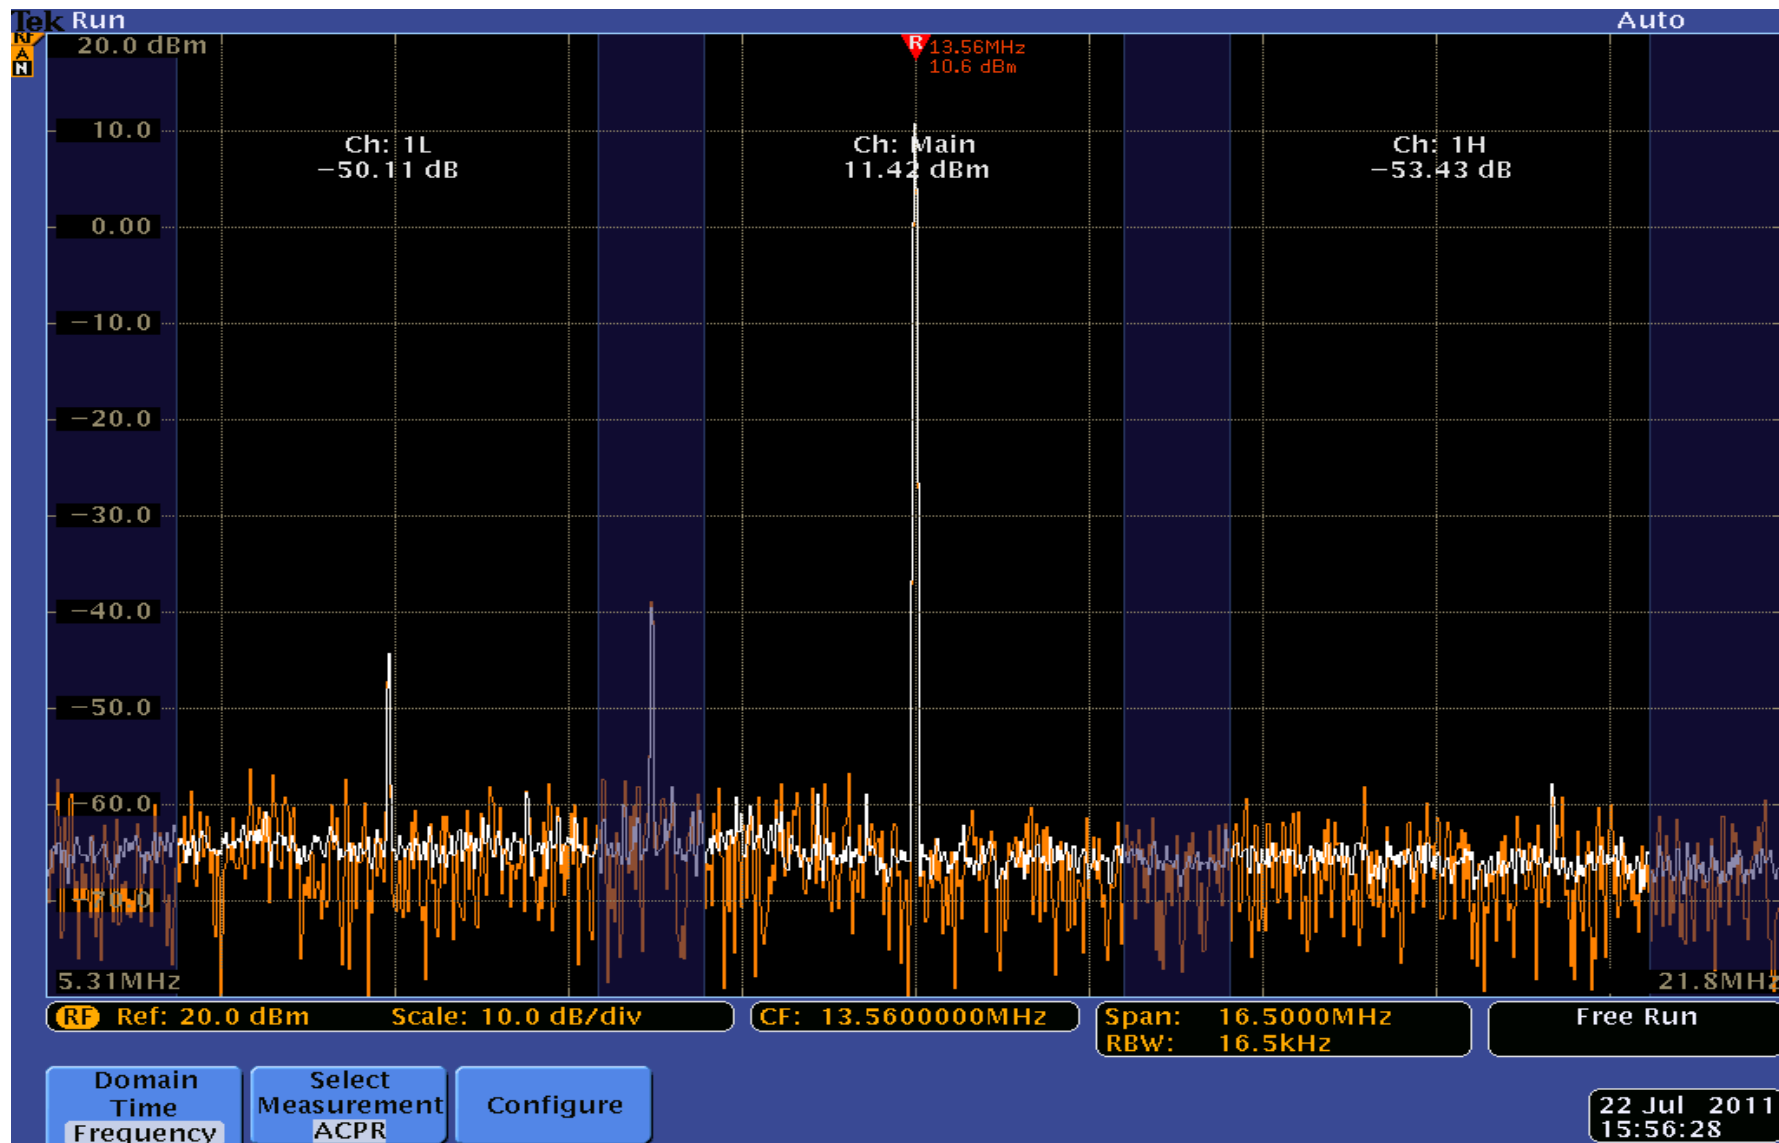 Tek Run
Auto
RF
A
N
20.0 dBm
R 13.56MHz
10.6 dBm
10.0
Ch: 1L
−50.11 dB
Ch: Main
11.42 dBm
Ch: 1H
−53.43 dB
0.00
−10.0
−20.0
−30.0
−40.0
−50.0
−60.0
−70.0
5.31MHz
21.8MHz
RF Ref: 20.0 dBm Scale: 10.0 dB/div
CF: 13.5600000MHz
Span: 16.5000MHz
RBW: 16.5kHz
Free Run
Domain
Time
Frequency
Select
Measurement
ACPR
Configure
22 Jul 2011
15:56:28